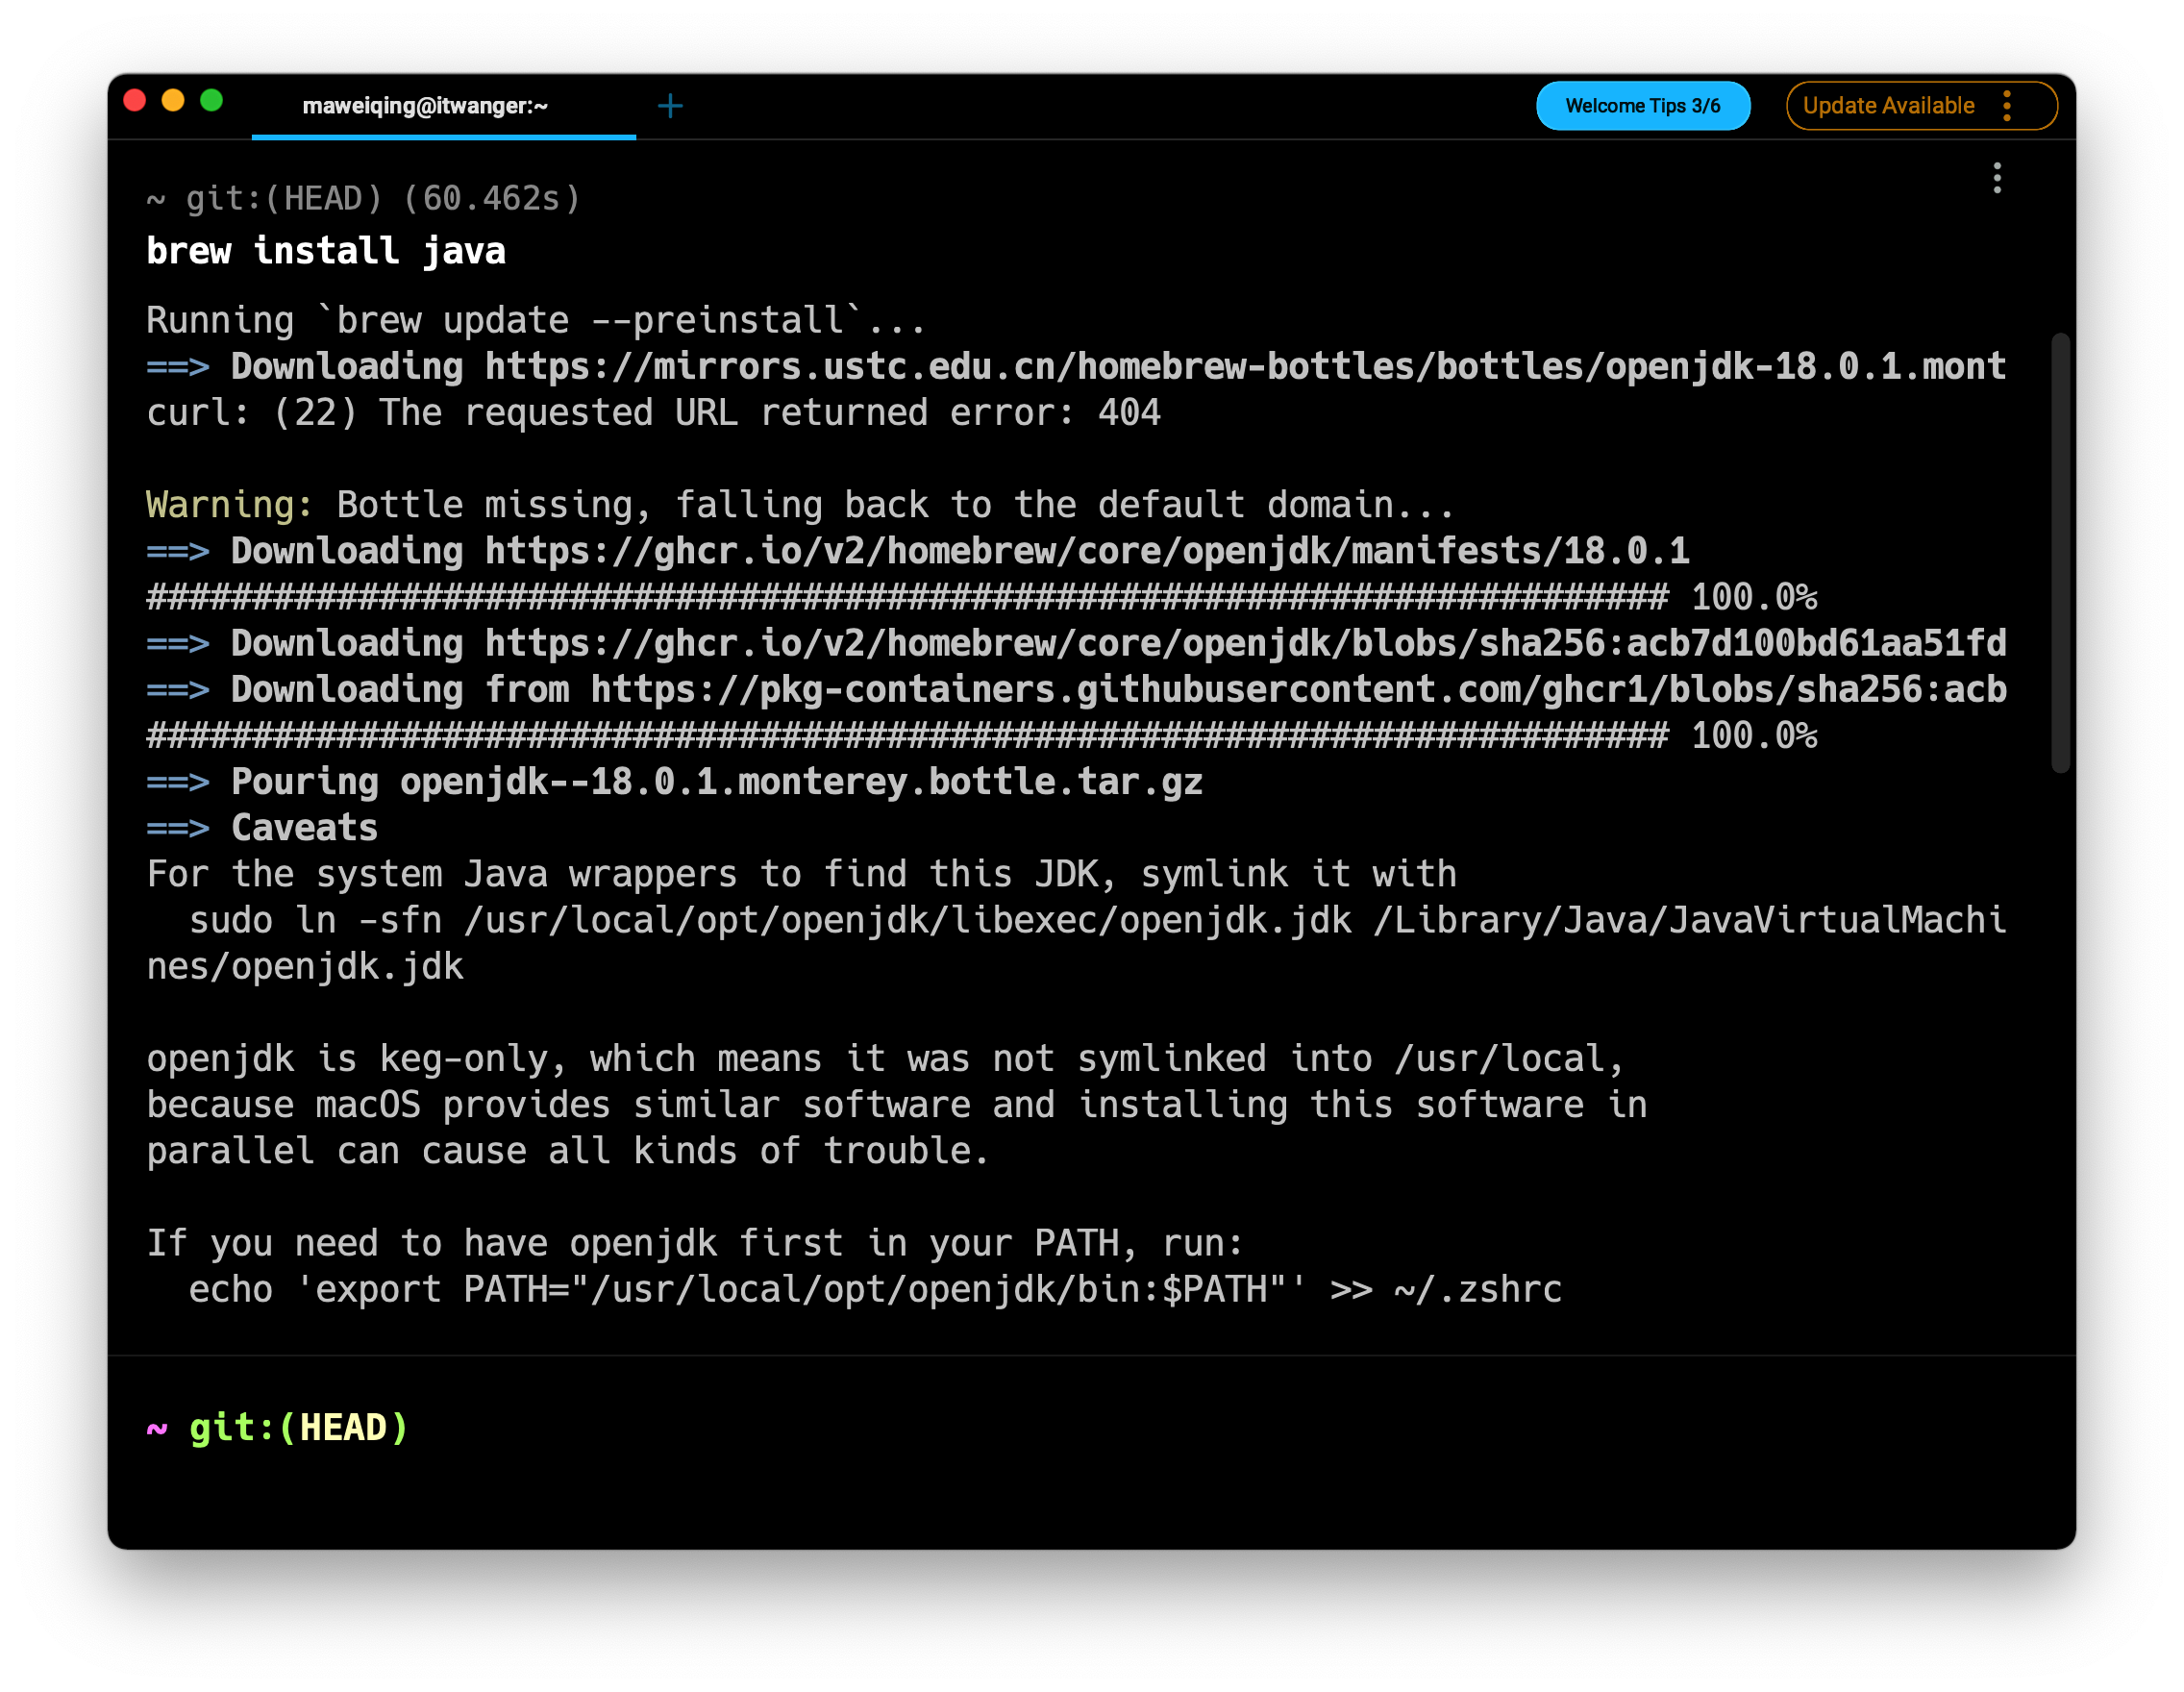 maweiqing@itwanger:~ +
Welcome Tips 3/6
Update Available
~ git:(HEAD) (60.462s)
brew install java
Running `brew update --preinstall`...
==> Downloading https://mirrors.ustc.edu.cn/homebrew-bottles/bottles/openjdk-18.0.1.mont
curl: (22) The requested URL returned error: 404
Warning: Bottle missing, falling back to the default domain...
==> Downloading https://ghcr.io/v2/homebrew/core/openjdk/manifests/18.0.1
######################################################################## 100.0%
==> Downloading https://ghcr.io/v2/homebrew/core/openjdk/blobs/sha256:acb7d100bd61aa51fd
==> Downloading from https://pkg-containers.githubusercontent.com/ghcr1/blobs/sha256:acb
######################################################################## 100.0%
==> Pouring openjdk--18.0.1.monterey.bottle.tar.gz
==> Caveats
For the system Java wrappers to find this JDK, symlink it with
  sudo ln -sfn /usr/local/opt/openjdk/libexec/openjdk.jdk /Library/Java/JavaVirtualMachi
nes/openjdk.jdk
openjdk is keg-only, which means it was not symlinked into /usr/local,
because macOS provides similar software and installing this software in
parallel can cause all kinds of trouble.
If you need to have openjdk first in your PATH, run:
  echo 'export PATH="/usr/local/opt/openjdk/bin:$PATH"' >> ~/.zshrc
~ git:(HEAD)